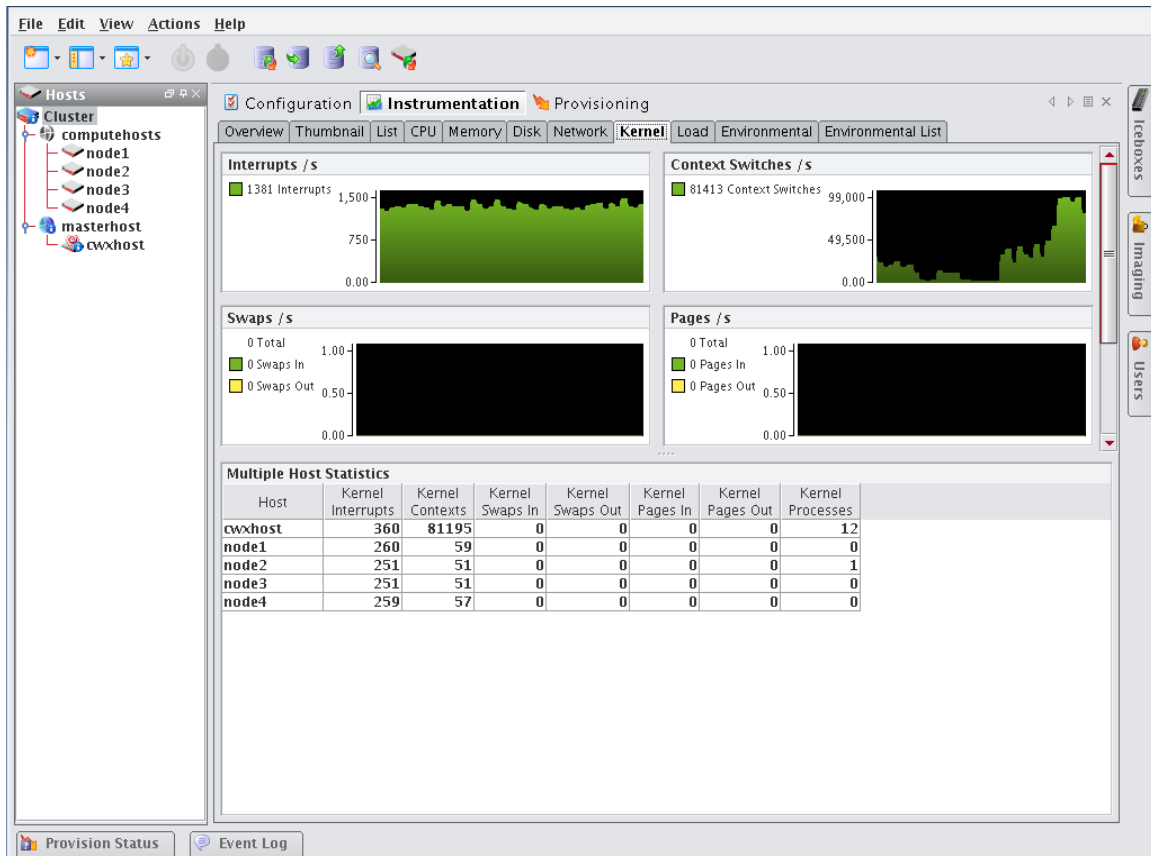 File Edit View Actions Help
Hosts
Cluster
computehosts
node1
node2
node3
node4
masterhost
cwxhost
Configuration Instrumentation Provisioning
Overview Thumbnail List CPU Memory Disk Network Kernel Load Environmental Environmental List
Interrupts /s
1381 Interrupts
1,500
750
0.00
Context Switches /s
81413 Context Switches
99,000
49,500
0.00
Swaps /s
0 Total
0 Swaps In
0 Swaps Out
1.00
0.50
0.00
Pages /s
0 Total
0 Pages In
0 Pages Out
1.00
0.50
0.00
Multiple Host Statistics
Host Kernel Interrupts Kernel Contexts Kernel Swaps In Kernel Swaps Out Kernel Pages In Kernel Pages Out Kernel Processes
cwxhost 360 81195 0 0 0 0 12
node1 260 59 0 0 0 0 0
node2 251 51 0 0 0 0 1
node3 251 51 0 0 0 0 0
node4 259 57 0 0 0 0 0
Iceboxes
Imaging
Users
Provision Status
Event Log